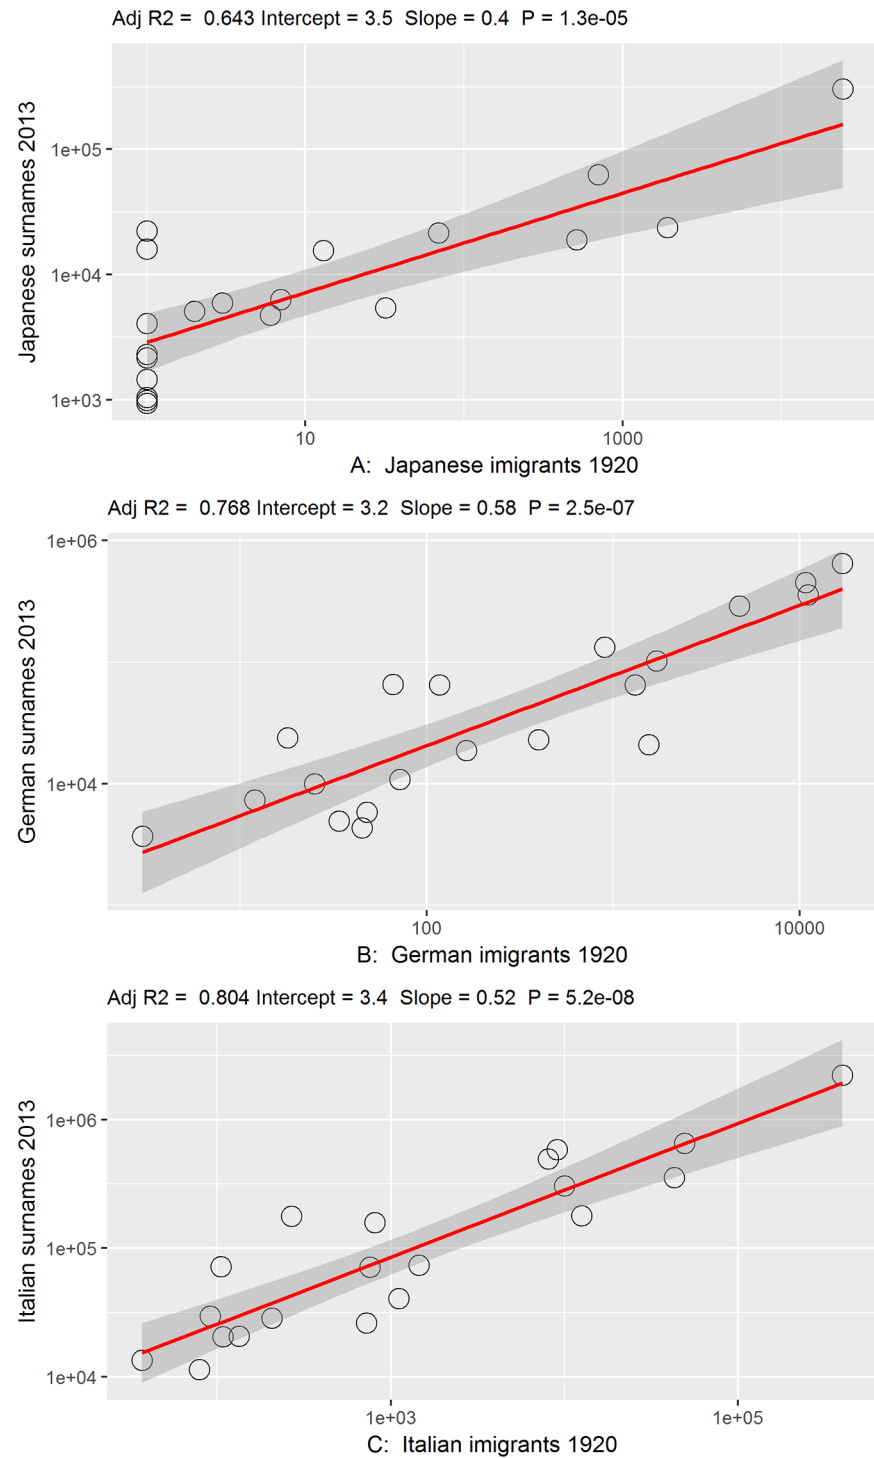 Adj R2 =  0.643 Intercept = 3.5  Slope = 0.4  P = 1.3e-05
Japanese surnames 2013
1e+05
1e+04
1e+03
10
1000
A:  Japanese imigrants 1920
Adj R2 =  0.768 Intercept = 3.2  Slope = 0.58  P = 2.5e-07
German surnames 2013
1e+06
1e+04
100
10000
B:  German imigrants 1920
Adj R2 =  0.804 Intercept = 3.4  Slope = 0.52  P = 5.2e-08
Italian surnames 2013
1e+06
1e+05
1e+04
1e+03
1e+05
C:  Italian imigrants 1920